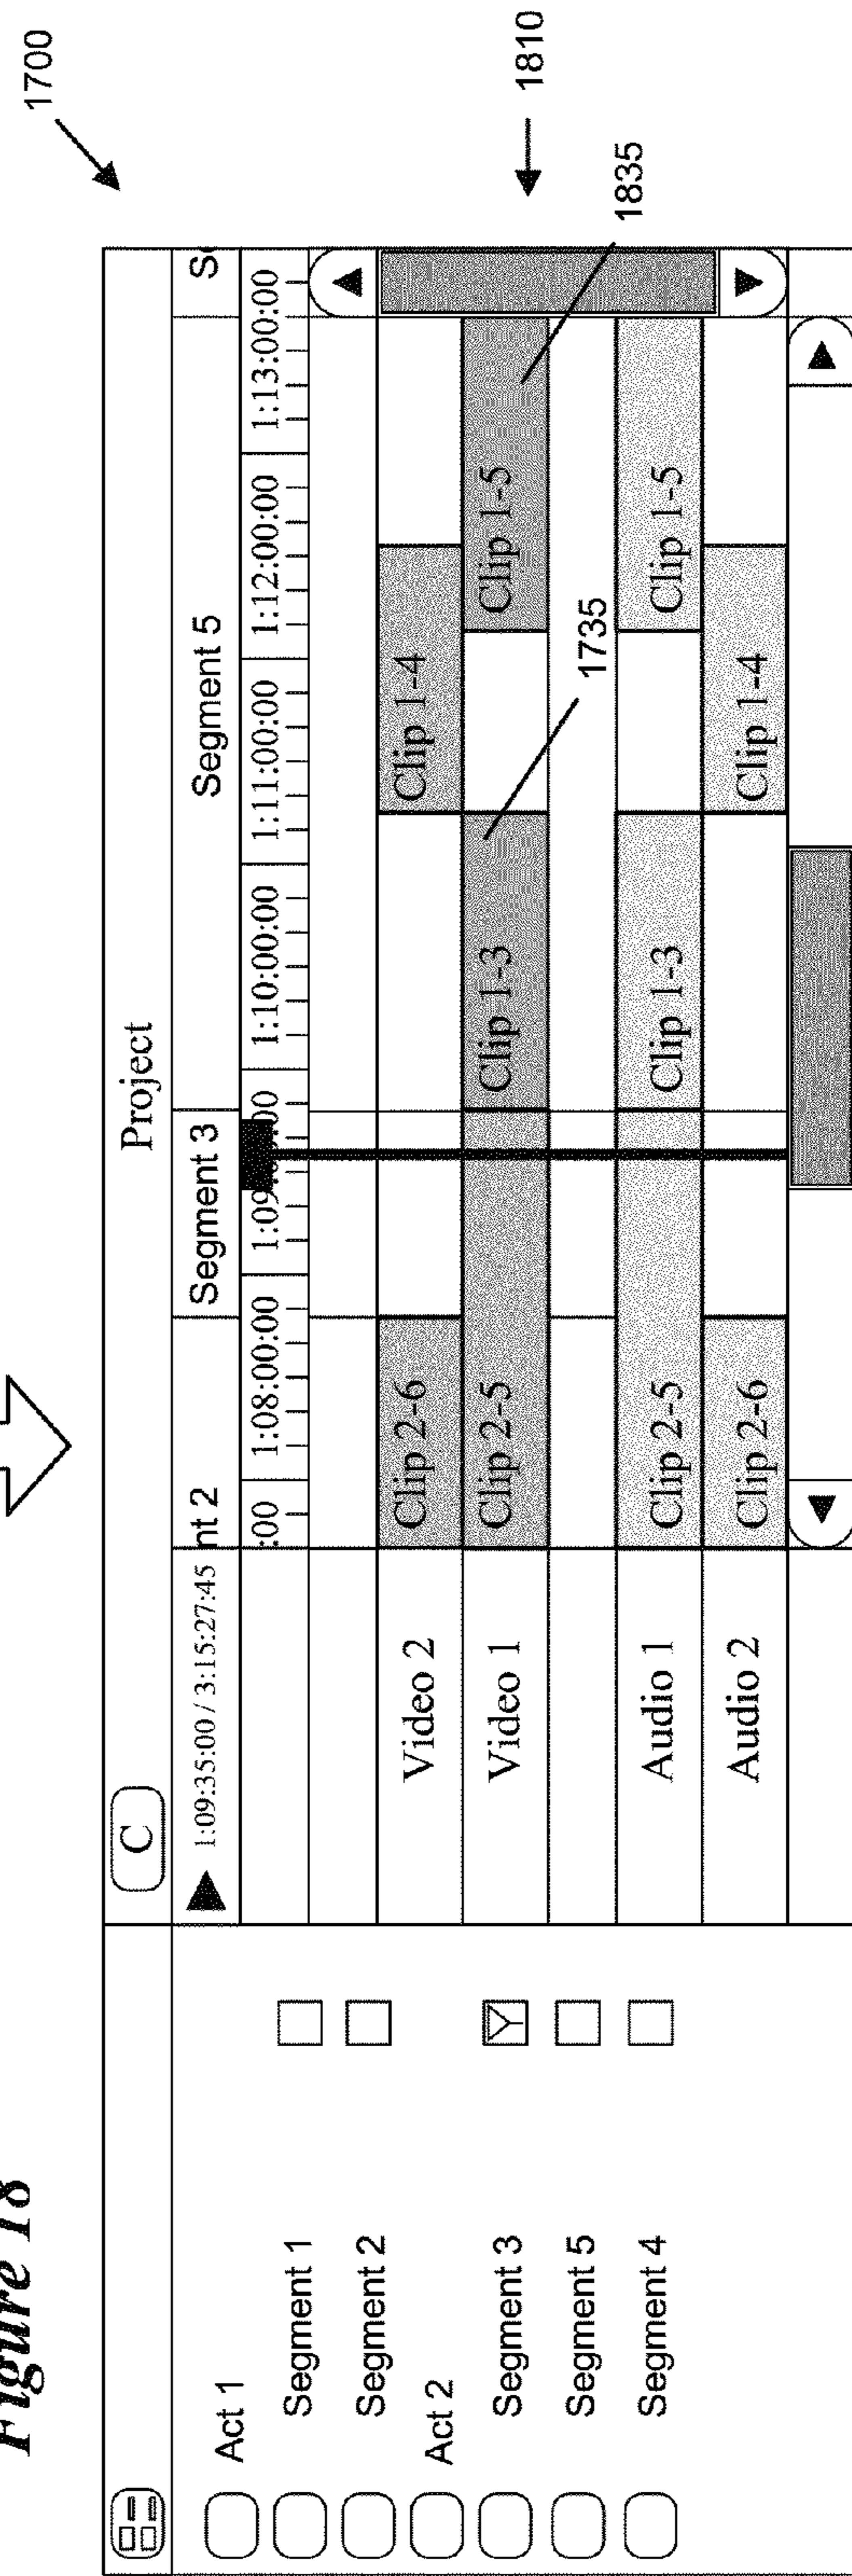 Figure 18
1700
Project
C
1:09:35:00 / 3:15:27:45
nt 2
Segment 3
Segment 5
:00
1:08:00:00
1:10:00:00
1:11:00:00
1:12:00:00
1:13:00:00
1810
1835
1735
Act 1
Segment 1
Segment 2
Act 2
Segment 3
Y
Segment 5
Segment 4
Video 2
Clip 2-6
Clip 1-4
Video 1
Clip 2-5
Clip 1-3
Clip 1-5
Audio 1
Clip 2-5
Clip 1-3
Clip 1-5
Audio 2
Clip 2-6
Clip 1-4